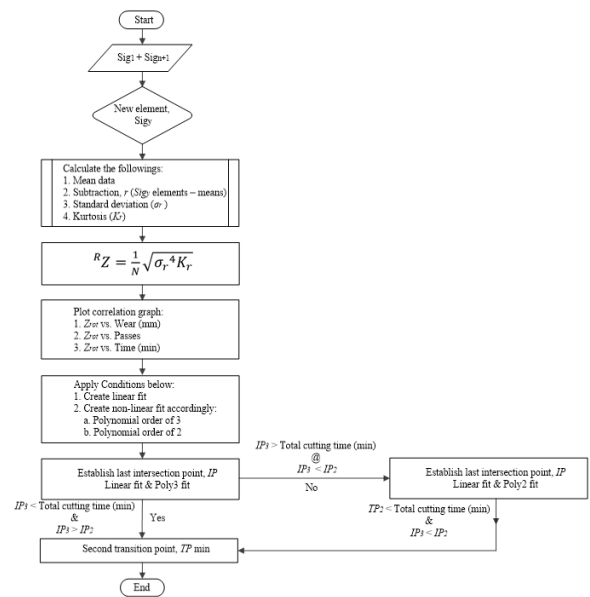 Start
Sig1 + Sign+1
New element,
Sigy
Calculate the followings:
1. Mean data
2. Subtraction, r (Sigy elements – means)
3. Standard deviation (σr )
4. Kurtosis (Kr)
ᴿZ = 1/N √σr⁴Kr
Plot correlation graph:
1. Zrot vs. Wear (mm)
2. Zrot vs. Passes
3. Zrot vs. Time (min)
Apply Conditions below:
1. Create linear fit
2. Create non-linear fit accordingly:
a. Polynomial order of 3
b. Polynomial order of 2
Establish last intersection point, IP
Linear fit & Poly3 fit
IP3 > Total cutting time (min)
@
IP3 < IP2
No
Establish last intersection point, IP
Linear fit & Poly2 fit
IP3 < Total cutting time (min)
&
IP3 > IP2
Yes
TP2 < Total cutting time (min)
&
IP3 < IP2
Second transition point, TP min
End